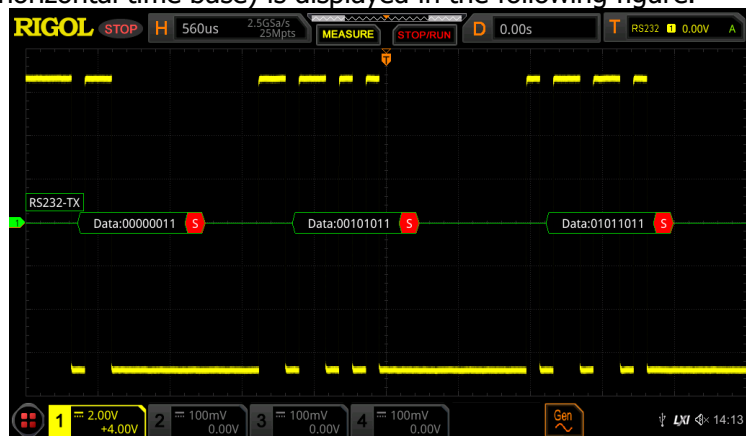 horizontal time base) is displayed in the following figure.
RIGOL STOP H 560us 2.5GSa/s 25Mpts MEASURE STOP/RUN D 0.00s T RS232 1 0.00V A
T
RS232-TX
1 Data:00000011 S Data:00101011 S Data:01011011 S
1 2.00V +4.00V 2 100mV 0.00V 3 100mV 0.00V 4 100mV 0.00V Gen LXI 14:13